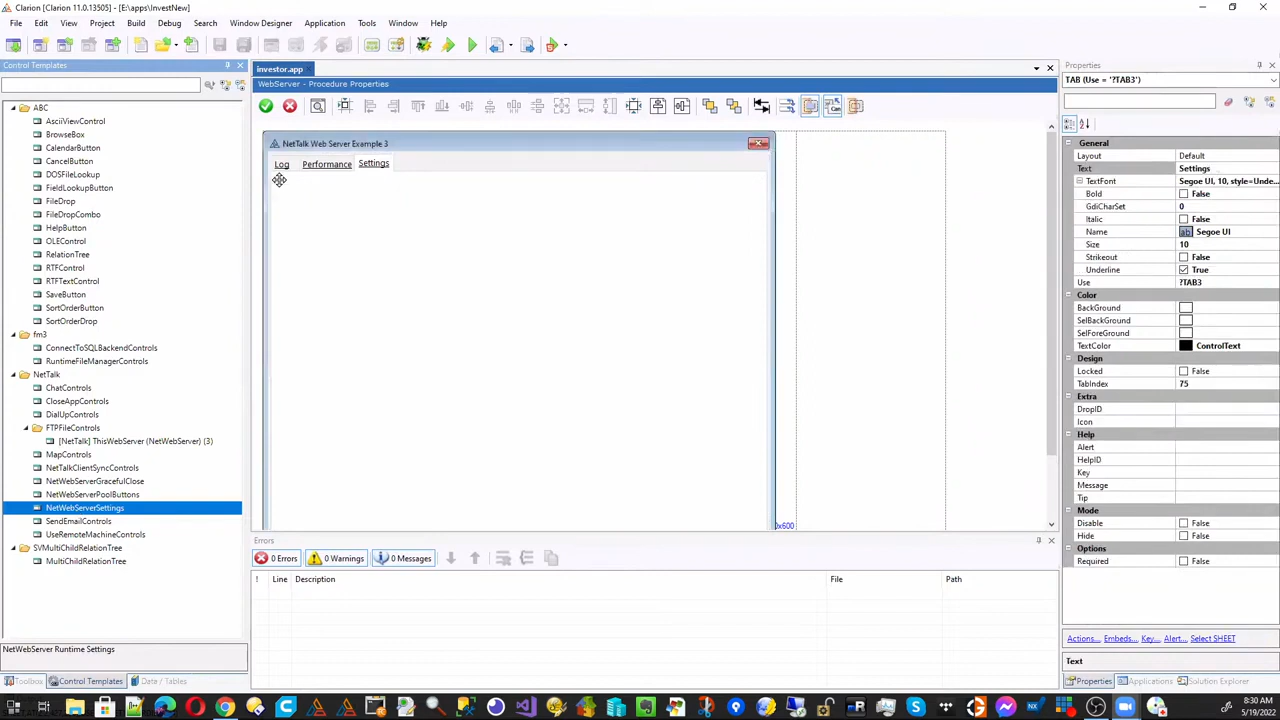 Clarion [Clarion 11.0.13505] - [E:\apps\InvestNew]
File Edit View Project Build Debug Search Window Designer Application Tools Window Help
Control Templates
ABC
AsciiViewControl
BrowseBox
CalendarButton
CancelButton
DOSFileLookup
FieldLookupButton
FileDrop
FileDropCombo
HelpButton
OLEControl
RelationTree
RTFControl
RTFTextControl
SaveButton
SortOrderButton
SortOrderDrop
fm3
ConnectToSQLBackendControls
RuntimeFileManagerControls
NetTalk
ChatControls
CloseAppControls
DialUpControls
FTPFileControls
[NetTalk] ThisWebServer (NetWebServer) (3)
MapControls
NetTalkClientSyncControls
NetWebServerGracefulClose
NetWebServerPoolButtons
NetWebServerSettings
SendEmailControls
UseRemoteMachineControls
SVMultiChildRelationTree
MultiChildRelationTree
NetWebServer Runtime Settings
Toolbox Control Templates Data / Tables
investor.app
WebServer - Procedure Properties
NetTalk Web Server Example 3
Log Performance Settings
0x600
Errors
0 Errors 0 Warnings 0 Messages
! Line Description File Path
Properties
TAB (Use = '?TAB3')
General
Layout Default
Text Settings
TextFont Segoe UI, 10, style=Unde...
Bold False
GdiCharSet 0
Italic False
Name ab Segoe UI
Size 10
Strikeout False
Underline True
Use ?TAB3
Color
BackGround
SelBackGround
SelForeGround
TextColor ControlText
Design
Locked False
TabIndex 75
Extra
DropID
Icon
Help
Alert
HelpID
Key
Message
Tip
Mode
Disable False
Hide False
Options
Required False
Actions... Embeds... Key... Alert... Select SHEET
Text
Properties Applications Solution Explorer
8:30 AM
5/19/2022